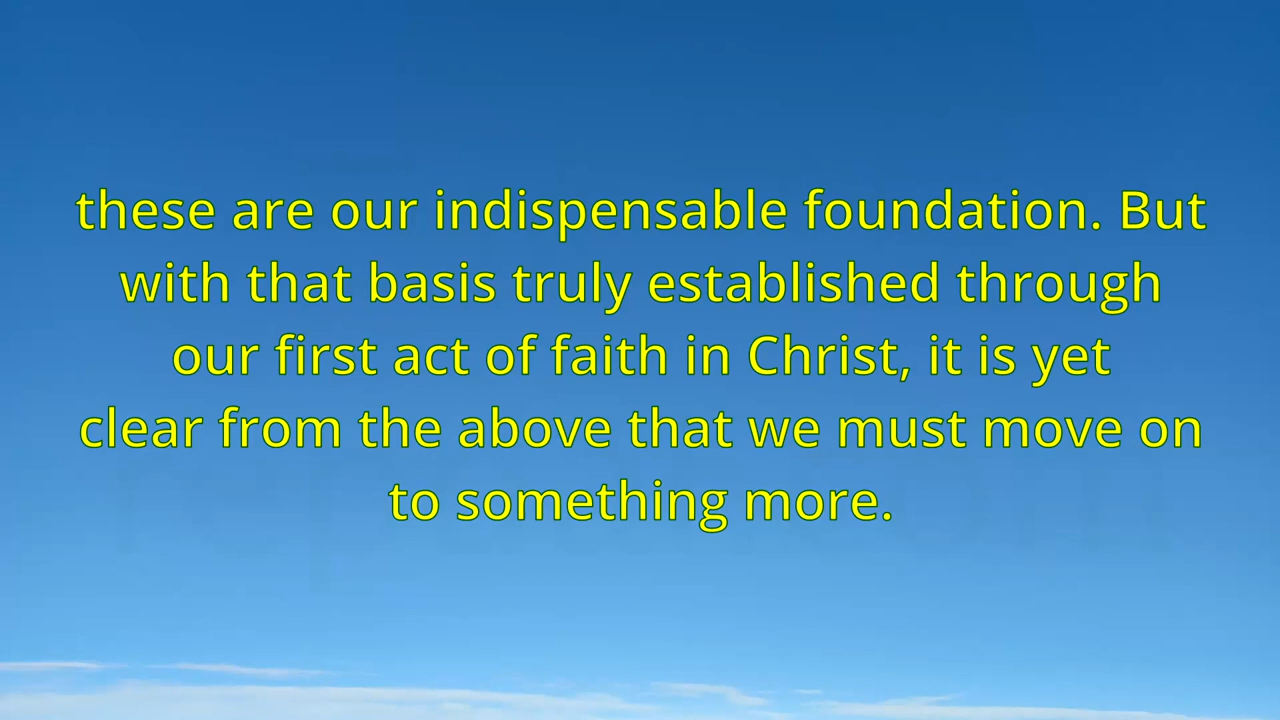 these are our indispensable foundation. But
with that basis truly established through
our first act of faith in Christ, it is yet
clear from the above that we must move on
to something more.